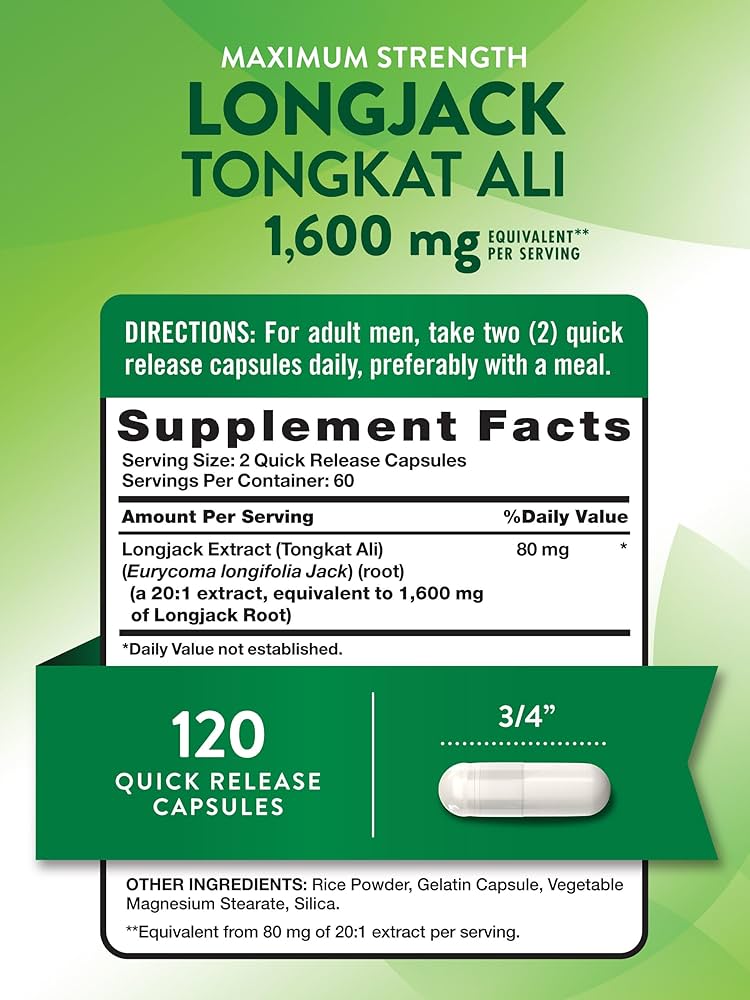 MAXIMUM STRENGTH
LONGJACK
TONGKAT ALI
1,600 mg EQUIVALENT**
PER SERVING
DIRECTIONS: For adult men, take two (2) quick
release capsules daily, preferably with a meal.
Supplement Facts
Serving Size: 2 Quick Release Capsules
Servings Per Container: 60
Amount Per Serving %Daily Value
Longjack Extract (Tongkat Ali) 80 mg *
(Eurycoma longifolia Jack) (root)
(a 20:1 extract, equivalent to 1,600 mg
of Longjack Root)
*Daily Value not established.
120
QUICK RELEASE
CAPSULES
3/4”
OTHER INGREDIENTS: Rice Powder, Gelatin Capsule, Vegetable
Magnesium Stearate, Silica.
**Equivalent from 80 mg of 20:1 extract per serving.